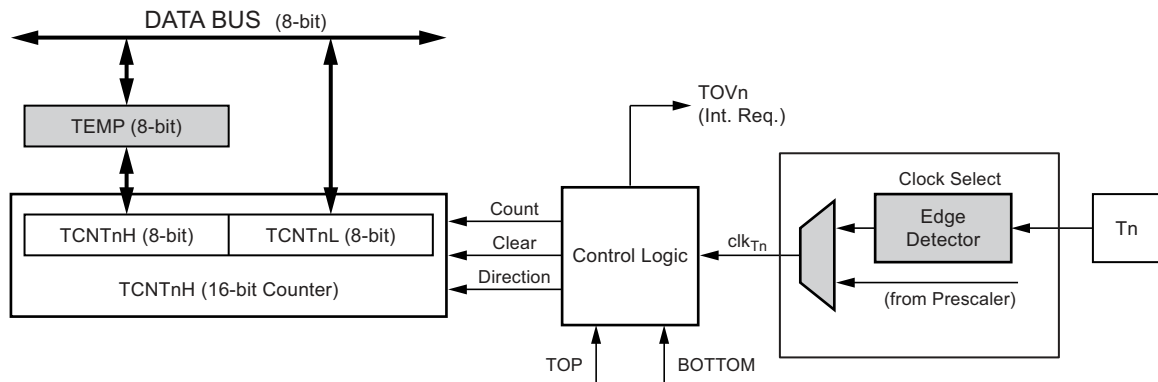 DATA BUS (8-bit)
TEMP (8-bit)
TCNTnH (8-bit)
TCNTnL (8-bit)
TCNTnH (16-bit Counter)
Count
Clear
Direction
TOVn
(Int. Req.)
Control Logic
TOP
BOTTOM
clkTn
Clock Select
Edge
Detector
(from Prescaler)
Tn